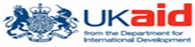 UKaid
from the Department for
International Development